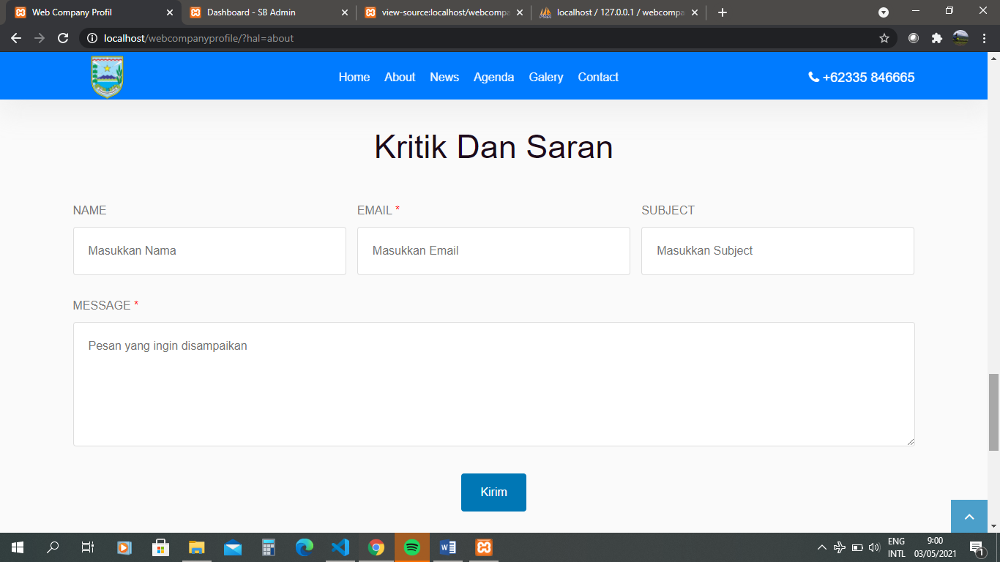 Web Company Profil
Dashboard - SB Admin
view-source:localhost/webcompa
localhost / 127.0.0.1 / webcompa
localhost/webcompanyprofile/?hal=about
Home About News Agenda Galery Contact
+62335 846665
Kritik Dan Saran
NAME EMAIL * SUBJECT
Masukkan Nama Masukkan Email Masukkan Subject
MESSAGE *
Pesan yang ingin disampaikan
Kirim
ENG 9:00
INTL 03/05/2021
1